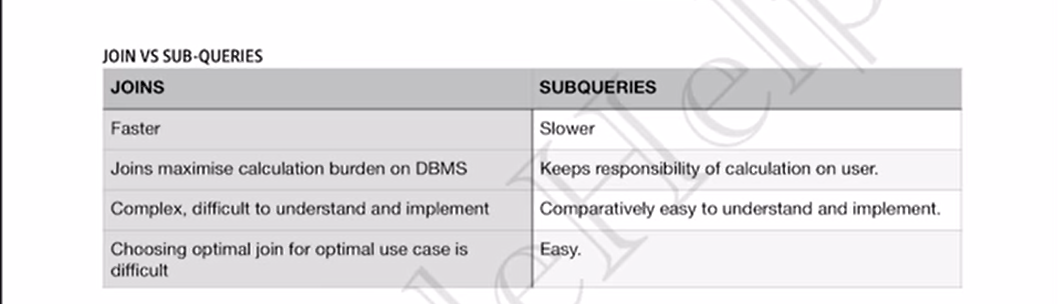 JOIN VS SUB-QUERIES
JOINS SUBQUERIES
Faster Slower
Joins maximise calculation burden on DBMS Keeps responsibility of calculation on user.
Complex, difficult to understand and implement Comparatively easy to understand and implement.
Choosing optimal join for optimal use case is Easy.
difficult
eHelp